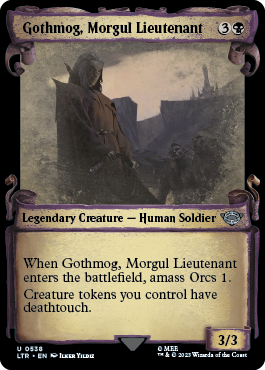 Gothmog, Morgul Lieutenant 3
Legendary Creature — Human Soldier
When Gothmog, Morgul Lieutenant
enters the battlefield, amass Orcs 1.
Creature tokens you control have
deathtouch.
3/3
U 0538
LTR • EN Ilker Yildiz
© MEE
™ & © 2023 Wizards of the Coast